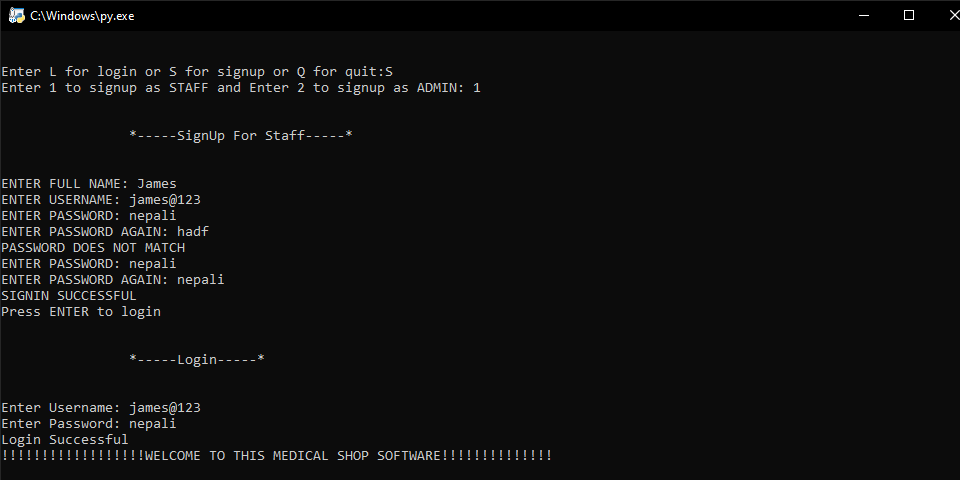 C:\Windows\py.exe
Enter L for login or S for signup or Q for quit:S
Enter 1 to signup as STAFF and Enter 2 to signup as ADMIN: 1
*-----SignUp For Staff-----*
ENTER FULL NAME: James
ENTER USERNAME: james@123
ENTER PASSWORD: nepali
ENTER PASSWORD AGAIN: hadf
PASSWORD DOES NOT MATCH
ENTER PASSWORD: nepali
ENTER PASSWORD AGAIN: nepali
SIGNIN SUCCESSFUL
Press ENTER to login
*-----Login-----*
Enter Username: james@123
Enter Password: nepali
Login Successful
!!!!!!!!!!!!!!!!!!WELCOME TO THIS MEDICAL SHOP SOFTWARE!!!!!!!!!!!!!!